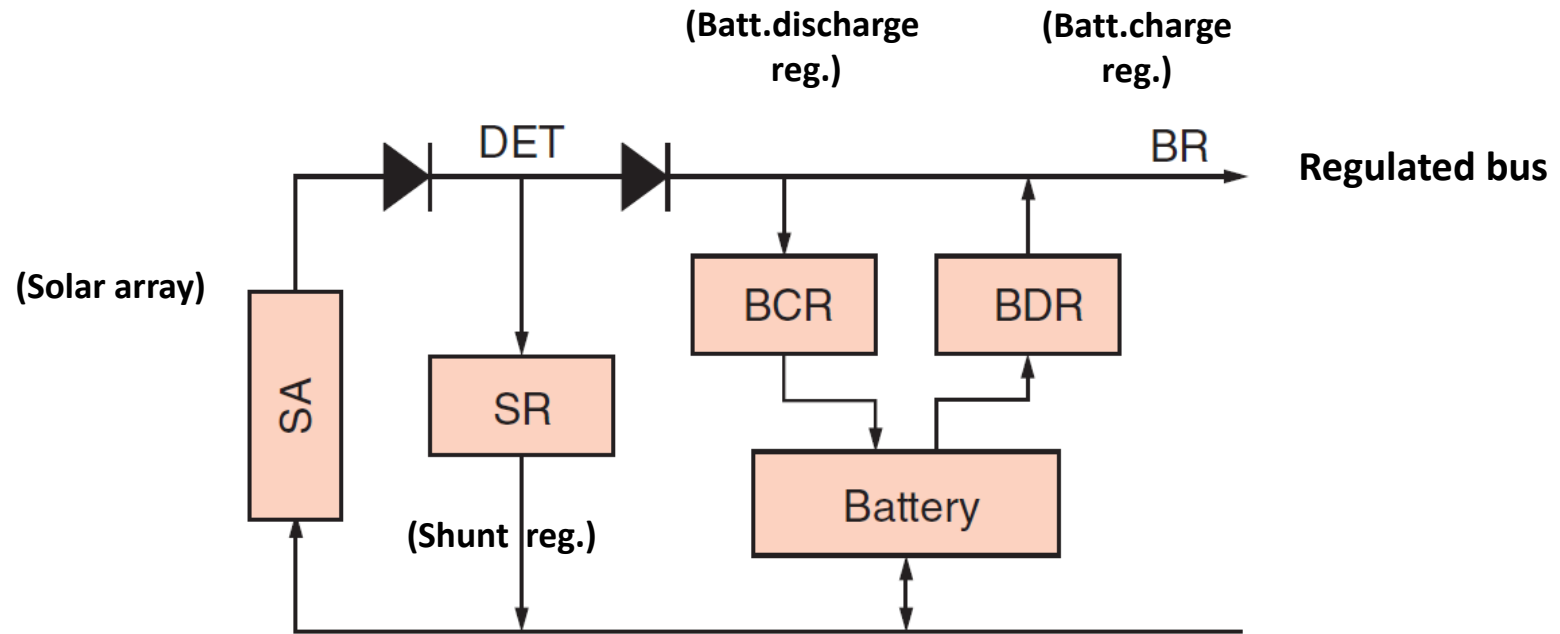 (Batt.discharge
reg.)
(Batt.charge
reg.)
DET
BR
Regulated bus
(Solar array)
BCR
BDR
SA
SR
Battery
(Shunt reg.)